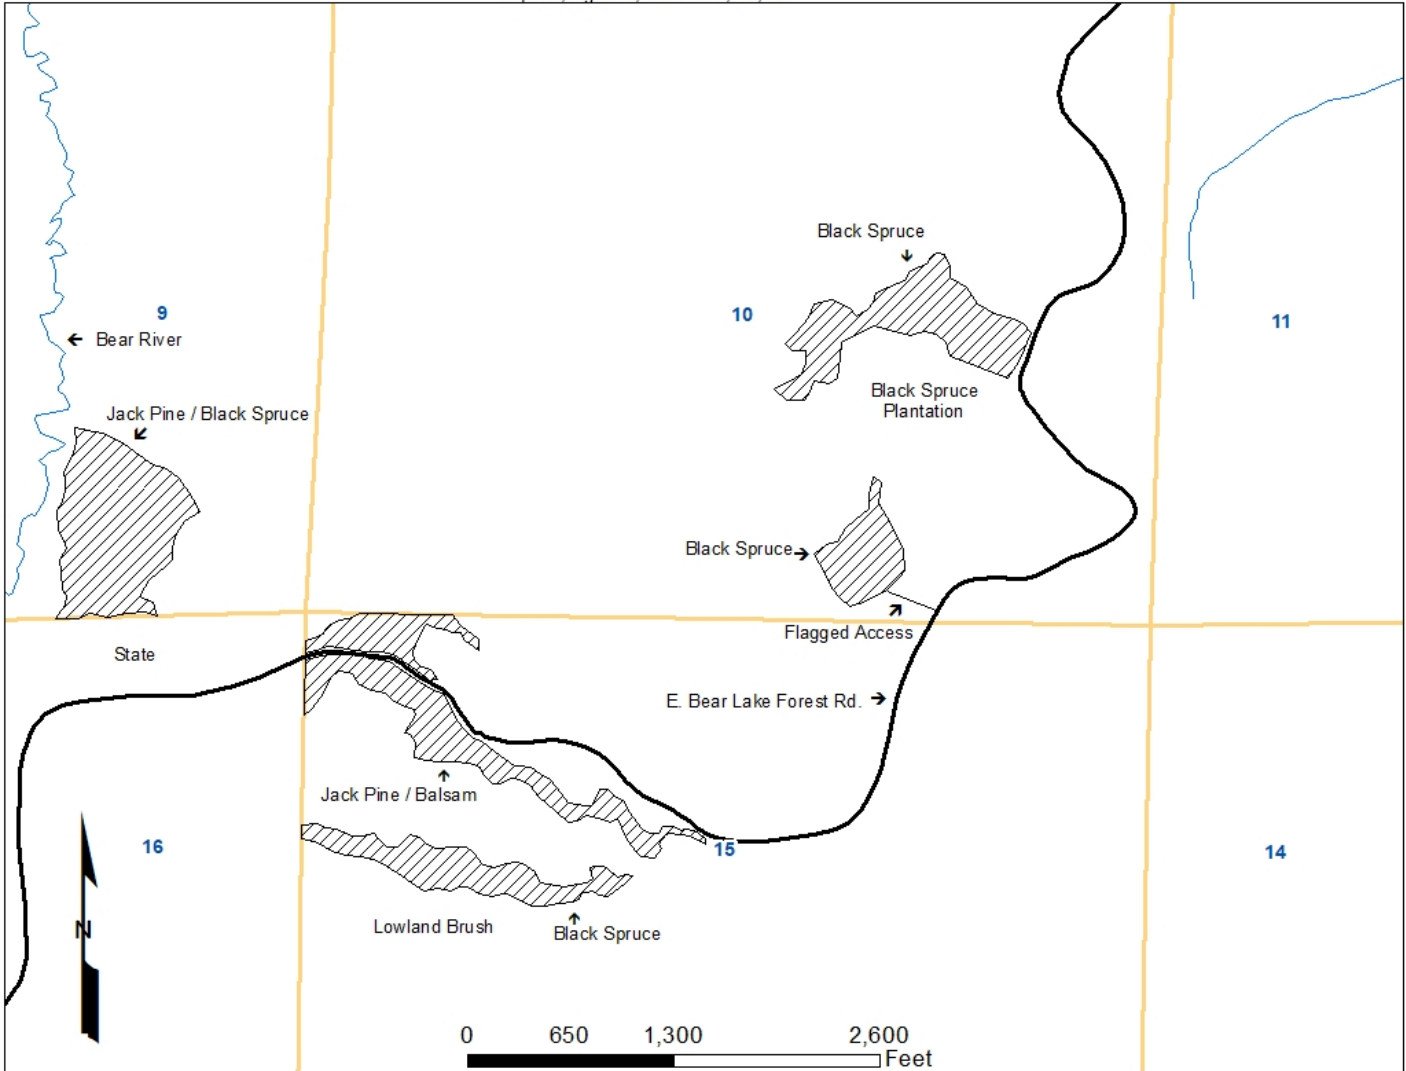 Black Spruce
9
10
11
Bear River
Black Spruce
Plantation
Jack Pine / Black Spruce
Black Spruce
Flagged Access
State
E. Bear Lake Forest Rd.
Jack Pine / Balsam
16
15
14
Lowland Brush
Black Spruce
N
0 650 1,300 2,600
Feet